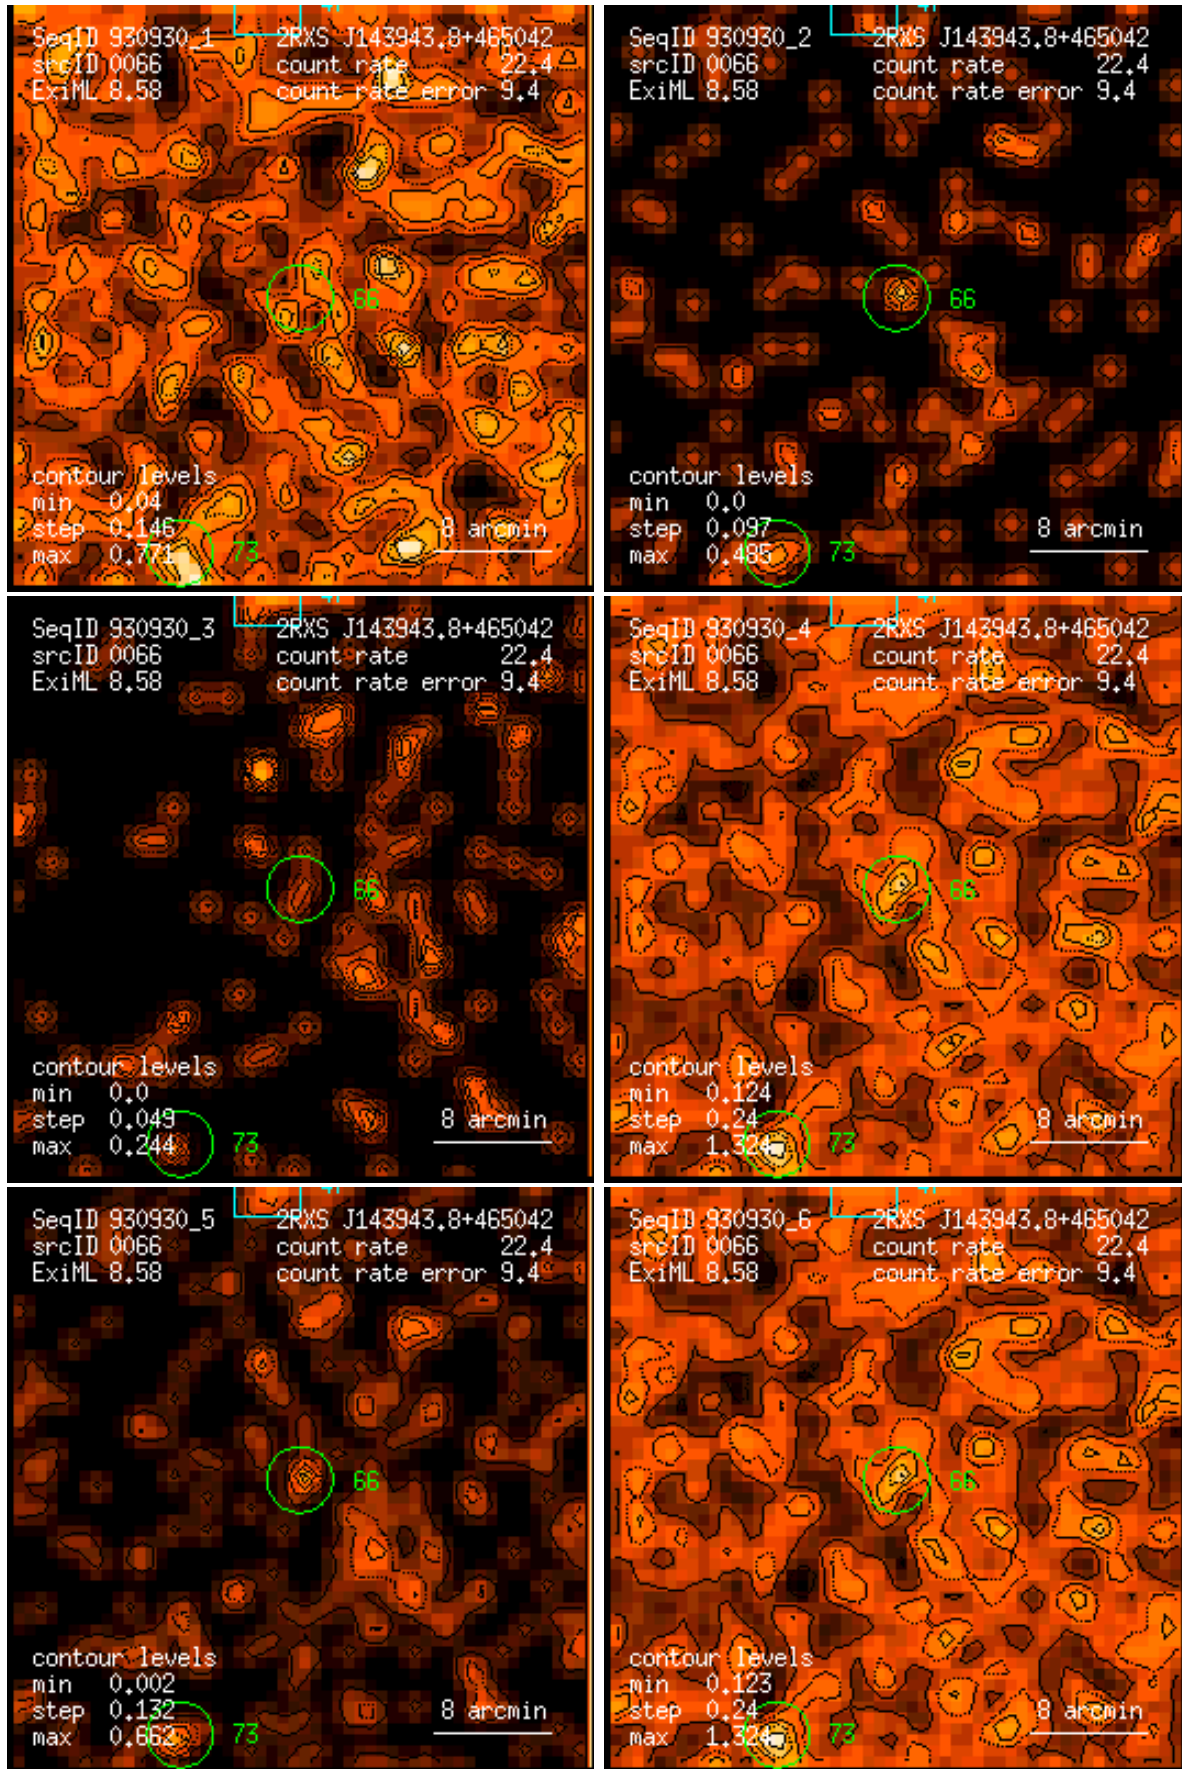 SeqID 930930_1 2RXS J143943.8+465042
srcID 0066 count rate 22.4
ExiML 8.58 count rate error 9.4
66
contour levels
min 0.04
step 0.146 8 arcmin
max 0.771 73
SeqID 930930_2 2RXS J143943.8+465042
srcID 0066 count rate 22.4
ExiML 8.58 count rate error 9.4
66
contour levels
min 0.0
step 0.097 8 arcmin
max 0.485 73
SeqID 930930_3 2RXS J143943.8+465042
srcID 0066 count rate 22.4
ExiML 8.58 count rate error 9.4
66
contour levels
min 0.0
step 0.049 8 arcmin
max 0.244 73
SeqID 930930_4 2RXS J143943.8+465042
srcID 0066 count rate 22.4
ExiML 8.58 count rate error 9.4
66
contour levels
min 0.124
step 0.24 8 arcmin
max 1.324 73
SeqID 930930_5 2RXS J143943.8+465042
srcID 0066 count rate 22.4
ExiML 8.58 count rate error 9.4
66
contour levels
min 0.002
step 0.132 8 arcmin
max 0.662 73
SeqID 930930_6 2RXS J143943.8+465042
srcID 0066 count rate 22.4
ExiML 8.58 count rate error 9.4
66
contour levels
min 0.123
step 0.24 8 arcmin
max 1.324 73